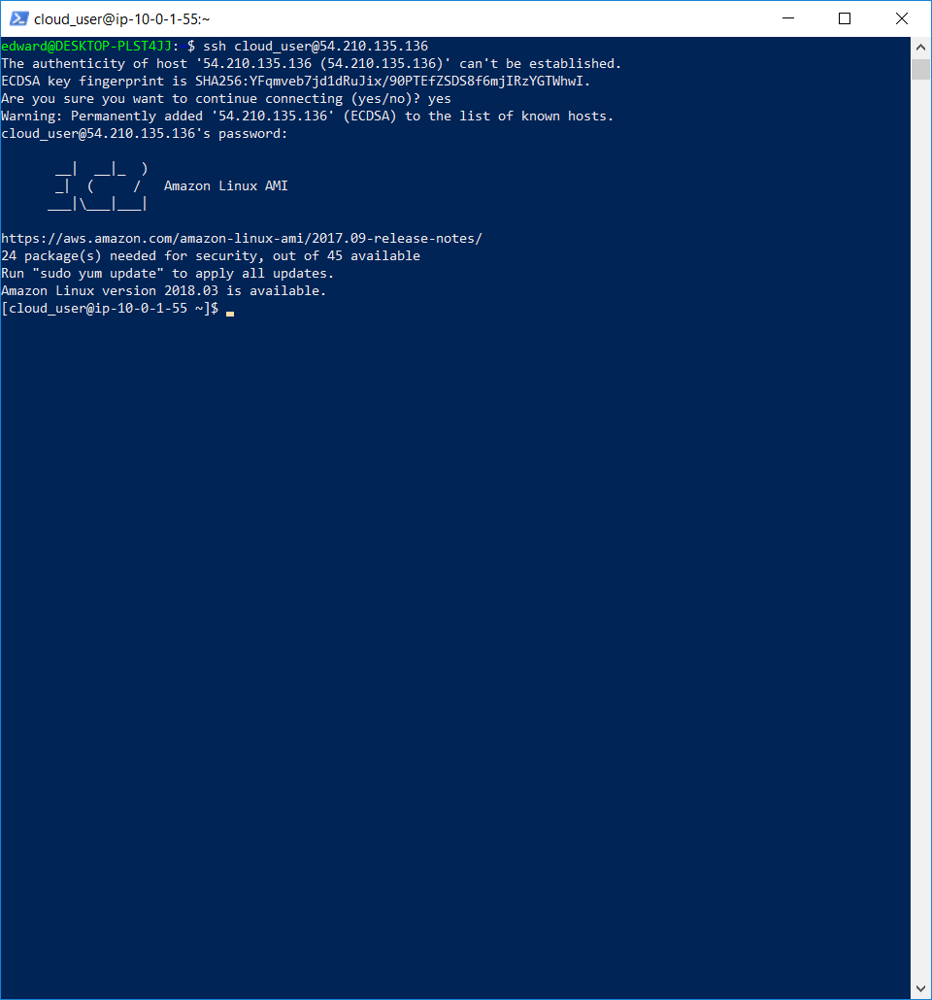 cloud_user@ip-10-0-1-55:~
edward@DESKTOP-PLST4JJ:~$ ssh cloud_user@54.210.135.136
The authenticity of host '54.210.135.136 (54.210.135.136)' can't be established.
ECDSA key fingerprint is SHA256:YFqmveb7jd1dRuJix/90PTEfZSDS8f6mjIRzYGTWhwI.
Are you sure you want to continue connecting (yes/no)? yes
Warning: Permanently added '54.210.135.136' (ECDSA) to the list of known hosts.
cloud_user@54.210.135.136's password:
       __|  __|_  )
       _|  (     /   Amazon Linux AMI
      ___|\___|___|
https://aws.amazon.com/amazon-linux-ami/2017.09-release-notes/
24 package(s) needed for security, out of 45 available
Run "sudo yum update" to apply all updates.
Amazon Linux version 2018.03 is available.
[cloud_user@ip-10-0-1-55 ~]$